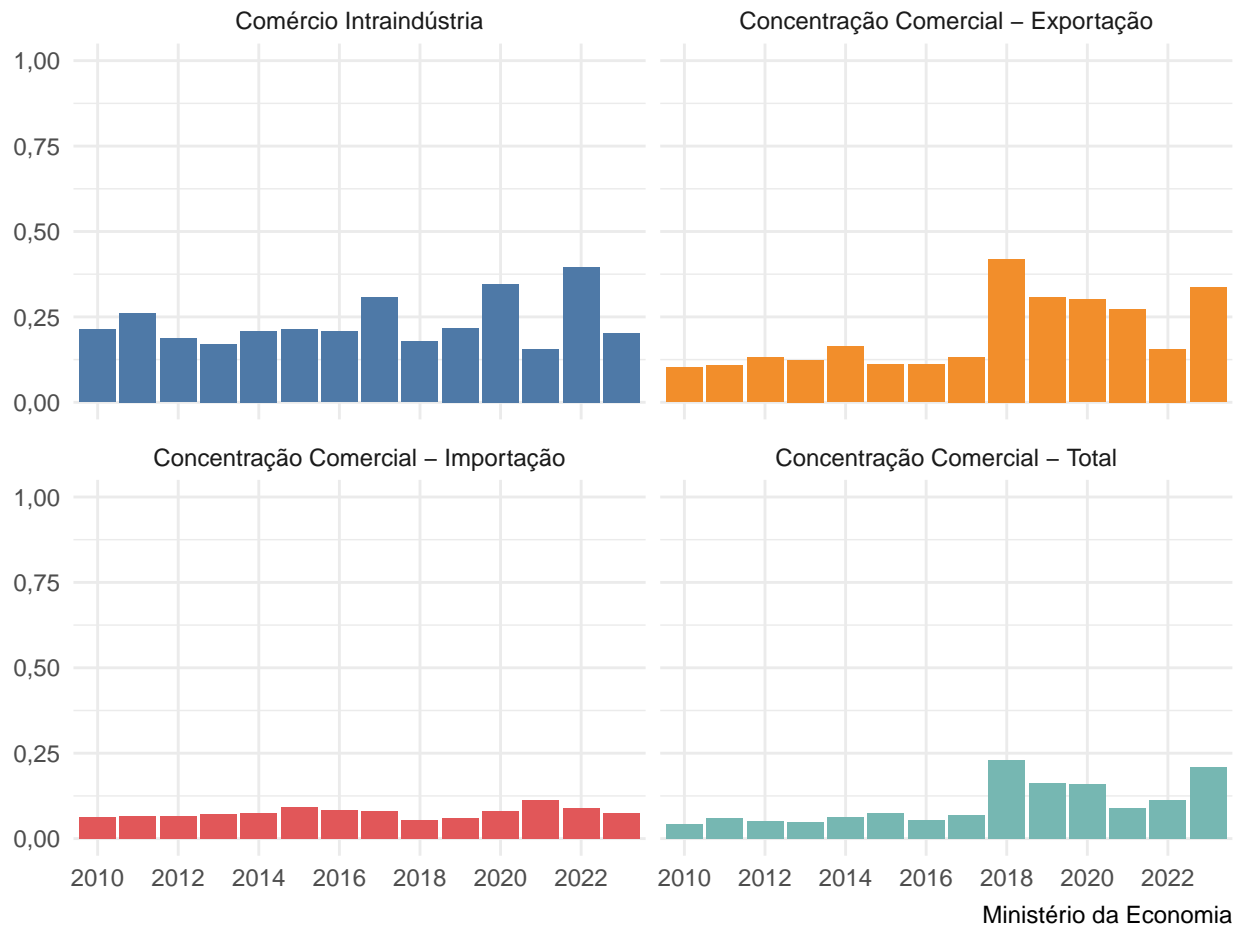 Comércio Intraindústria
Concentração Comercial – Exportação
1,00
0,75
0,50
0,25
0,00
Concentração Comercial – Importação
Concentração Comercial – Total
1,00
0,75
0,50
0,25
0,00
2010 2012 2014 2016 2018 2020 2022
2010 2012 2014 2016 2018 2020 2022
Ministério da Economia